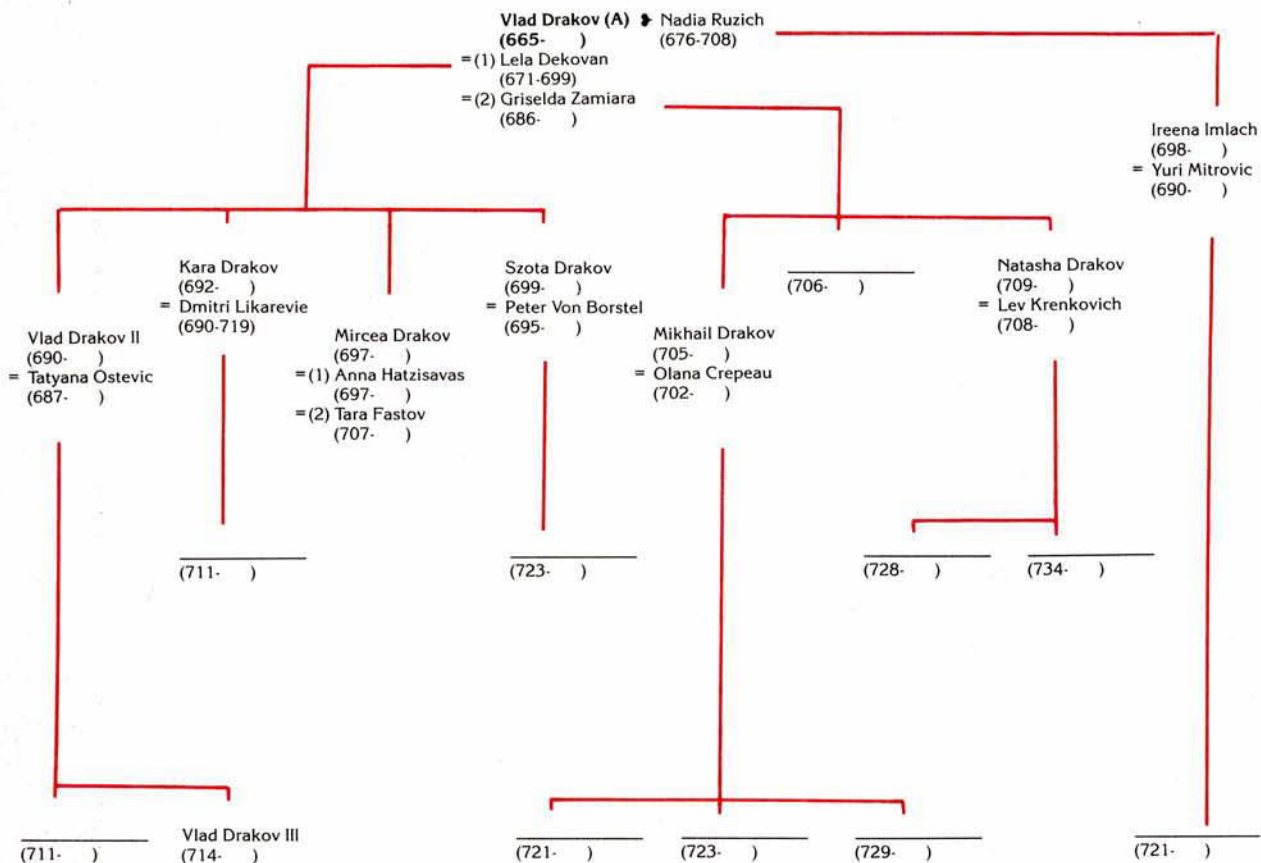 Vlad Drakov (A) ❥ Nadia Ruzich
(665- ) (676-708)
=(1) Lela Dekovan
(671-699)
=(2) Griselda Zamiara
(686- )
Ireena Imlach
(698- )
= Yuri Mitrovic
(690- )
Kara Drakov
(692- )
= Dmitri Likarevie
(690-719)
Szota Drakov
(699- )
= Peter Von Borstel
(695- )
(706- )
Natasha Drakov
(709- )
= Lev Krenkovich
(708- )
Vlad Drakov II
(690- )
= Tatyana Ostevic
(687- )
Mircea Drakov
(697- )
=(1) Anna Hatzisavas
(697- )
=(2) Tara Fastov
(707- )
Mikhail Drakov
(705- )
= Olana Crepeau
(702- )
(711- )
(723- )
(728- )
(734- )
(711- )
Vlad Drakov III
(714- )
(721- )
(723- )
(729- )
(721- )